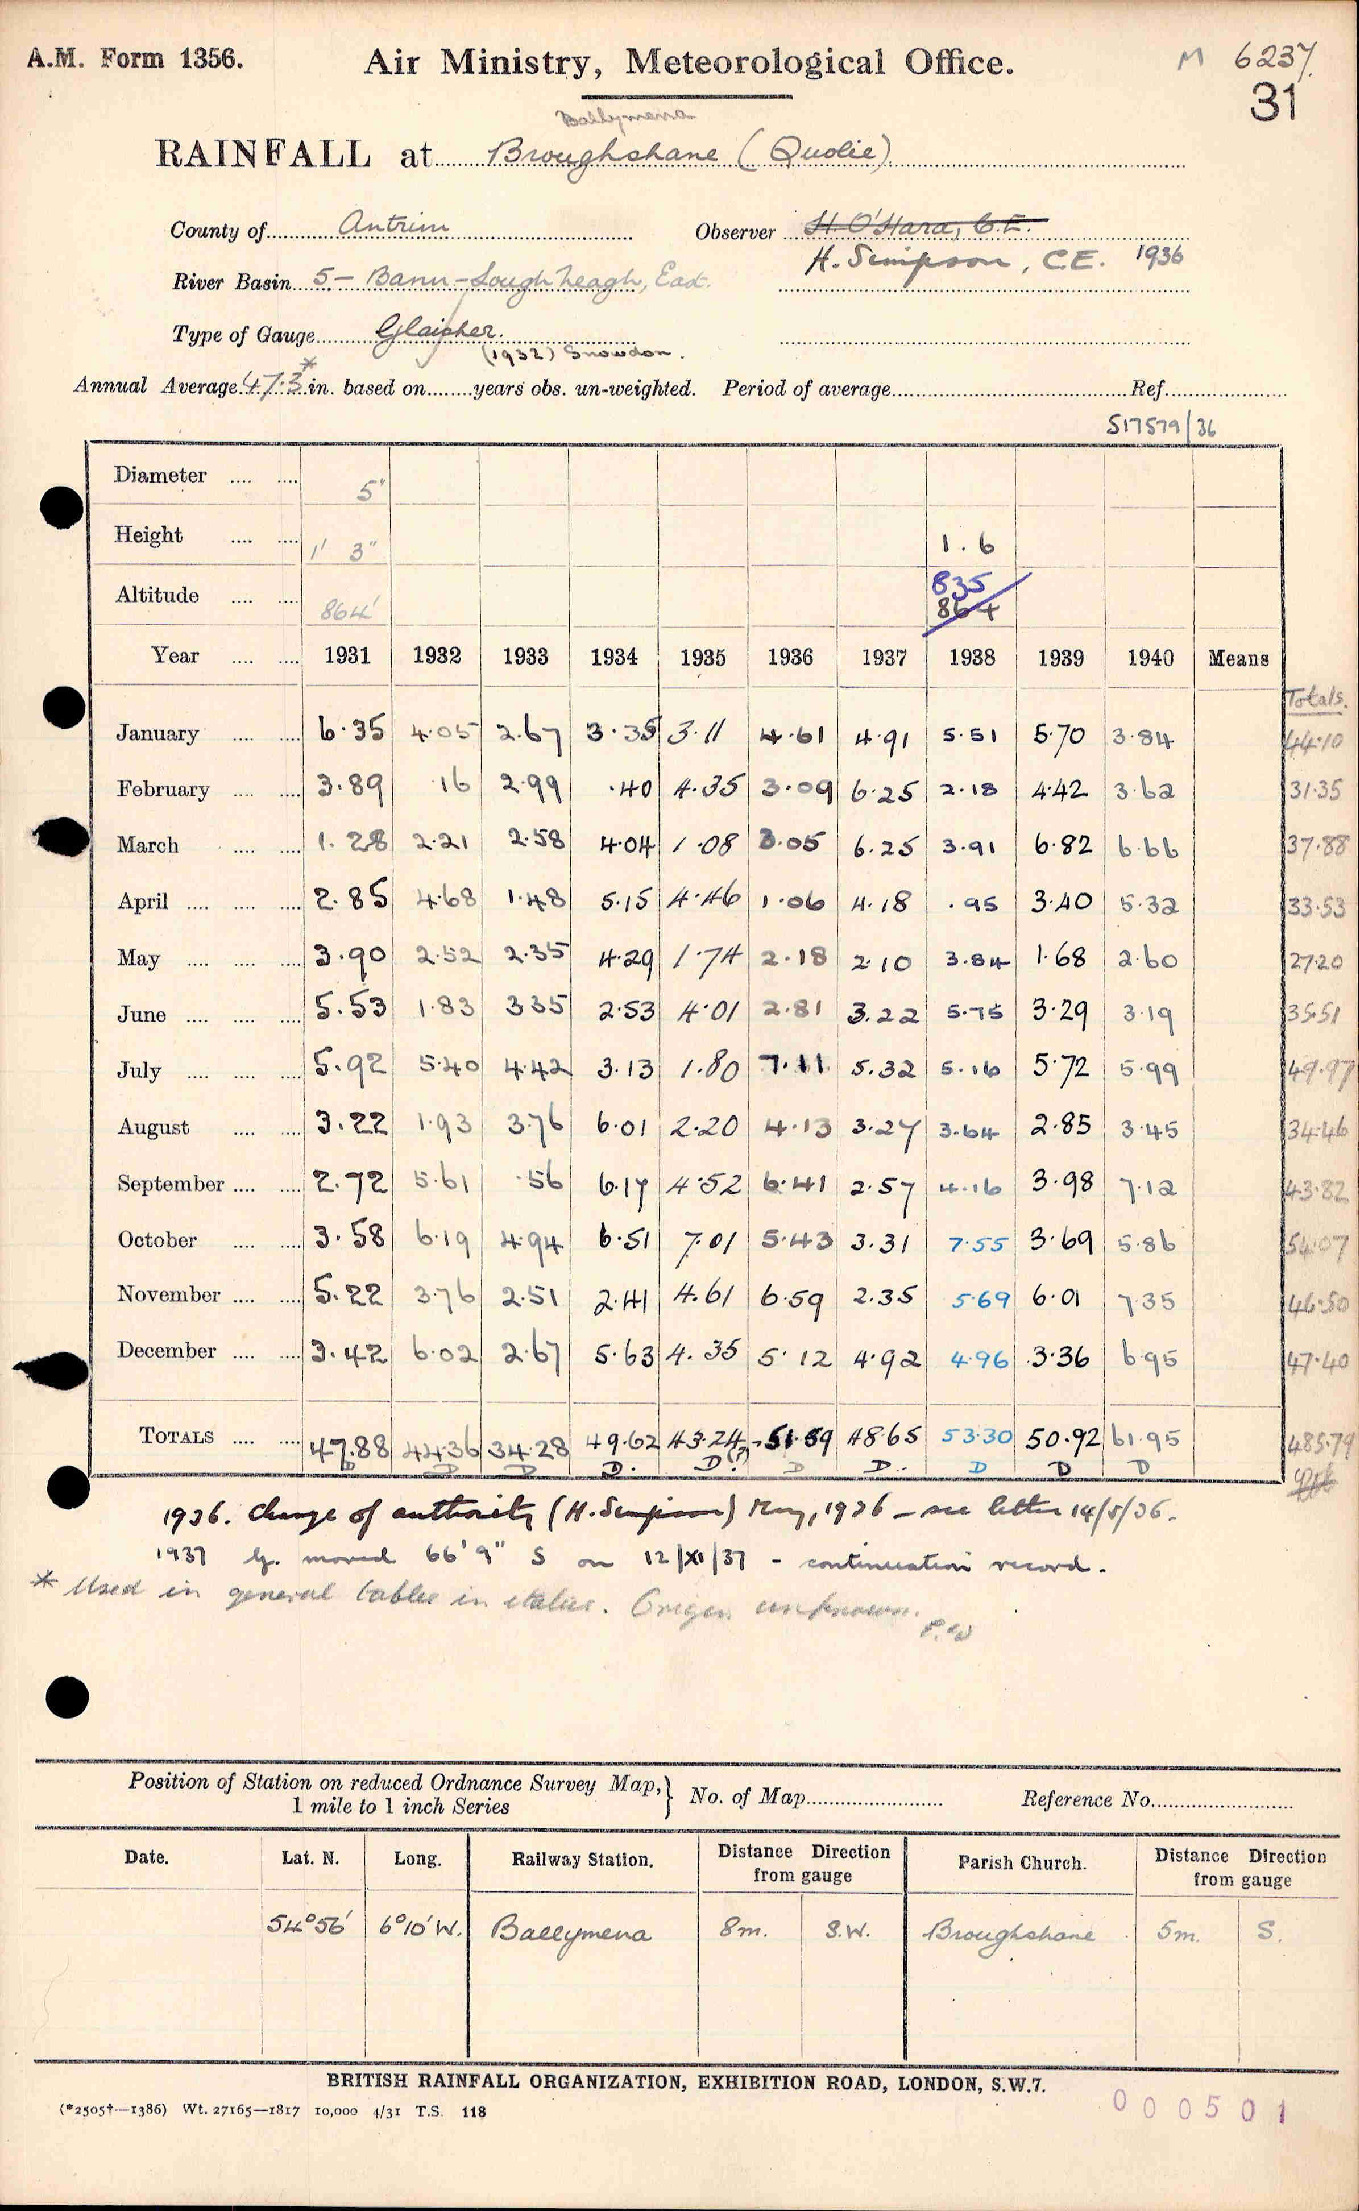 A.M. Form 1356.
Air Ministry, Meteorological Office.
M 6237.
31
Ballymena
RAINFALL at Broughshane (Quolie)
County of Antrim Observer H. O'Hara, C.E.
H. Simpson, C.E. 1936
River Basin 5 - Bann - Lough Neagh, East.
Type of Gauge Glaisher.
(1932) Snowdon.
Annual Average 47.3* in. based on ........ years obs. un-weighted. Period of average ........ Ref. ........
517579/36
Diameter 5"
Height 1' 3" 1.6
Altitude 864' 835 864
Year 1931 1932 1933 1934 1935 1936 1937 1938 1939 1940 Means
Totals.
January 6.35 4.05 2.67 3.35 3.11 4.61 4.91 5.51 5.70 3.84 44.10
February 3.89 .16 2.99 .40 4.35 3.09 6.25 2.18 4.42 3.62 31.35
March 1.28 2.21 2.58 4.04 1.08 3.05 6.25 3.91 6.82 6.66 37.88
April 2.85 4.68 1.48 5.15 4.46 1.06 4.18 .95 3.40 5.32 33.53
May 3.90 2.52 2.35 4.29 1.74 2.18 2.10 3.84 1.68 2.60 27.20
June 5.53 1.83 3.35 2.53 4.01 2.81 3.22 5.75 3.29 3.19 35.51
July 5.92 5.40 4.42 3.13 1.80 7.11 5.32 5.16 5.72 5.99 49.97
August 3.22 1.93 3.76 6.01 2.20 4.13 3.27 3.64 2.85 3.45 34.46
September 2.72 5.61 .56 6.17 4.52 6.41 2.57 4.16 3.98 7.12 43.82
October 3.58 6.19 4.94 6.51 7.01 5.43 3.31 7.55 3.69 5.86 54.07
November 5.22 3.76 2.51 2.41 4.61 6.59 2.35 5.69 6.01 7.35 46.50
December 3.42 6.02 2.67 5.63 4.35 5.12 4.92 4.96 3.36 6.95 47.40
TOTALS 47.88 44.36 34.28 49.62 43.24 51.59 48.65 53.30 50.92 61.95 485.79
D D D D. D(?) D D. D D D
1936. Change of authority (H. Simpson) May, 1936 - see letter 14/5/36.
1937 G. moved 66' 9" S on 12/XI/37 - continuation record.
* Used in general tables in italics. Origin unknown.
Position of Station on reduced Ordnance Survey Map, 1 mile to 1 inch Series } No. of Map........ Reference No.........
Date. Lat. N. Long. Railway Station. Distance Direction from gauge Parish Church. Distance Direction from gauge
54°56' 6°10'W. Ballymena 8m. S.W. Broughshane 5m. S.
BRITISH RAINFALL ORGANIZATION, EXHIBITION ROAD, LONDON, S.W.7.
(*2505†—1386) Wt. 27165—1817 10,000 4/31 T.S. 118
000501